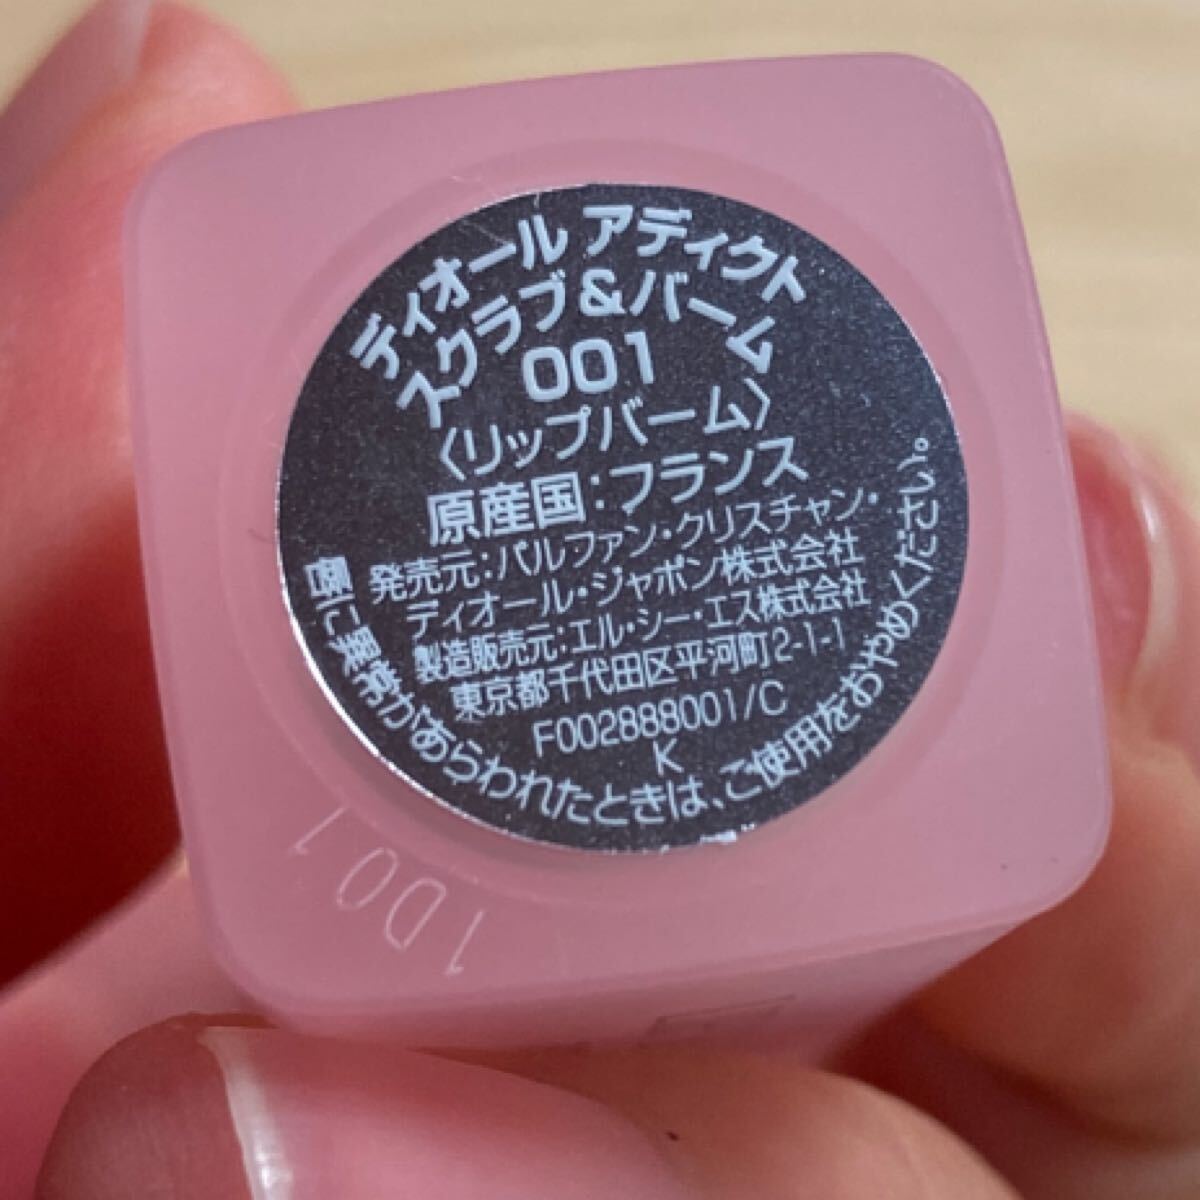 ディオール アディクト
スクラブ&バーム
001
〈リップバーム〉
原産国:フランス
発売元:パルファン・クリスチャン・
ディオール・ジャポン株式会社
製造販売元:エル・シー・エス株式会社
東京都千代田区平河町2-1-1
F002888001/C
K
唇に異常があらわれたときは、ご使用をおやめください。
1D01